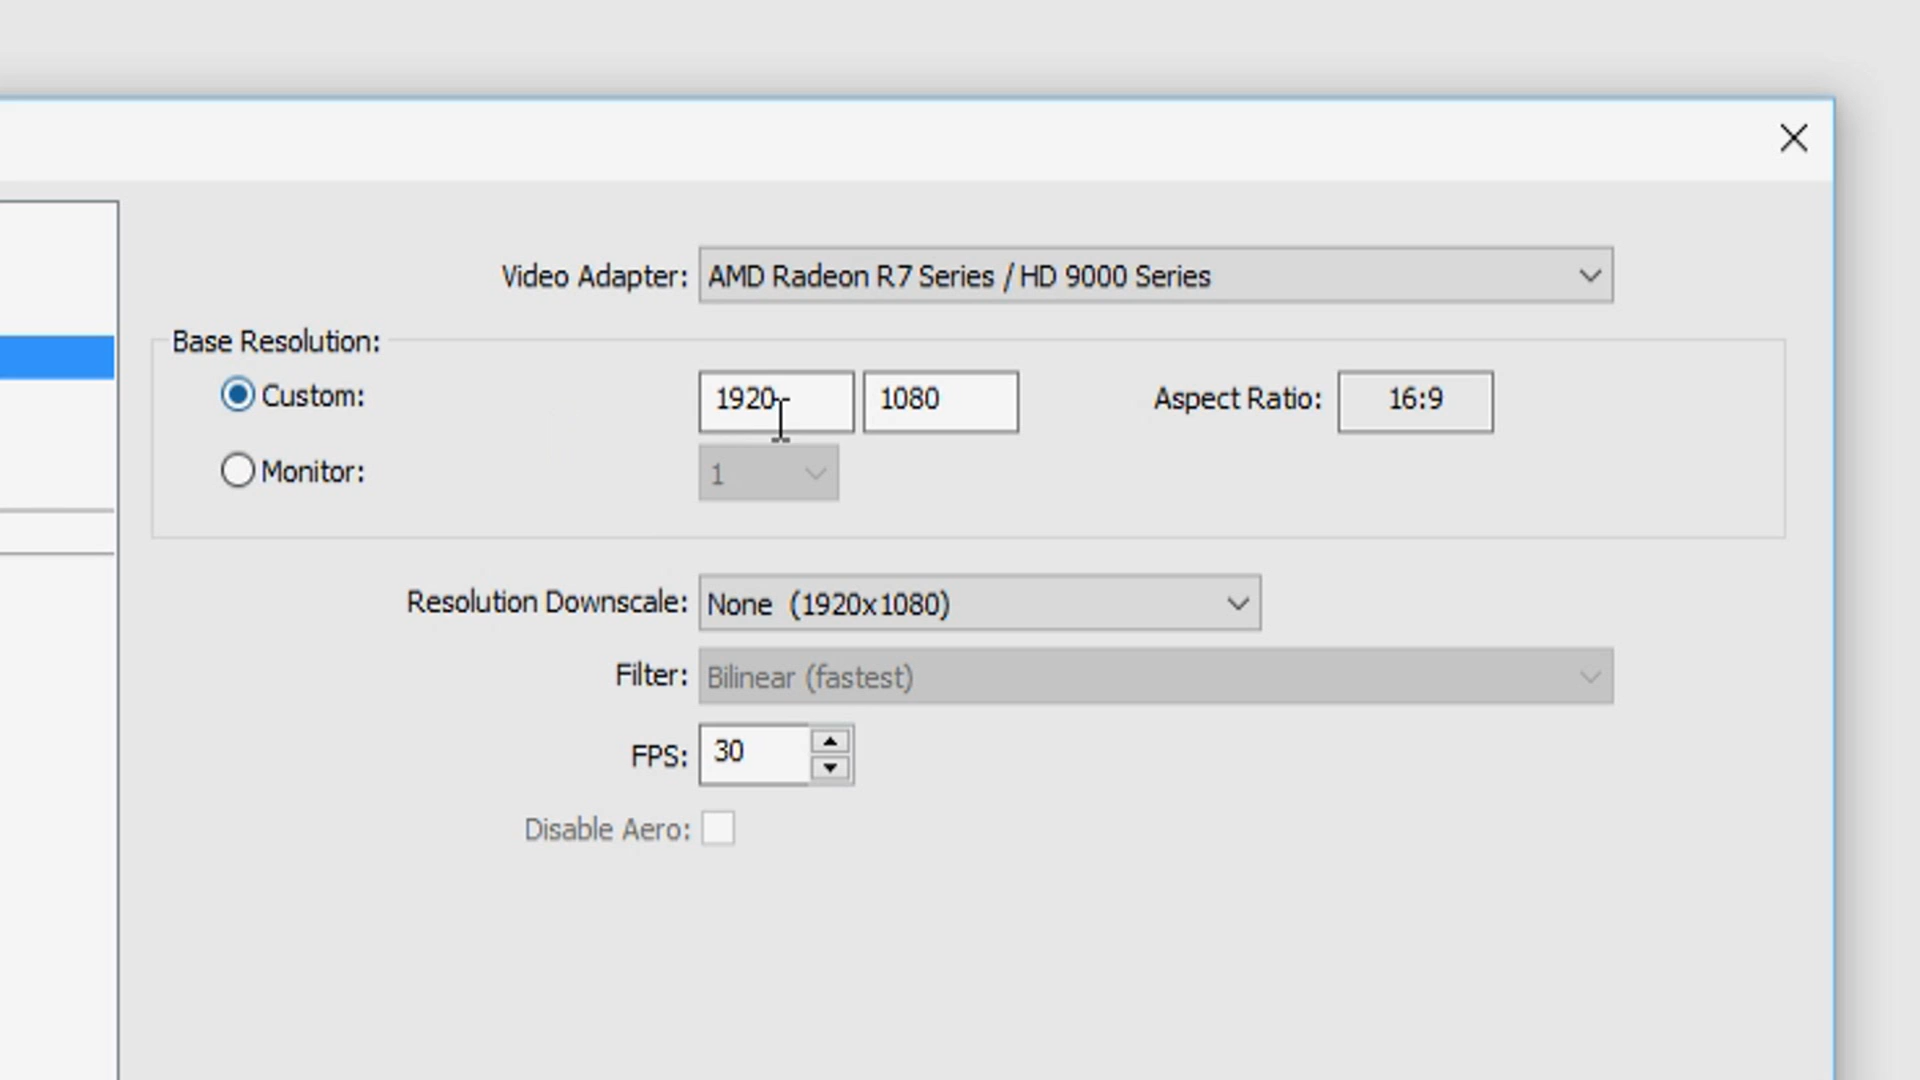 Video Adapter: AMD Radeon R7 Series / HD 9000 Series
Base Resolution:
Custom: 1920 1080 Aspect Ratio: 16:9
Monitor: 1
Resolution Downscale: None (1920x1080)
Filter: Bilinear (fastest)
FPS: 30
Disable Aero: